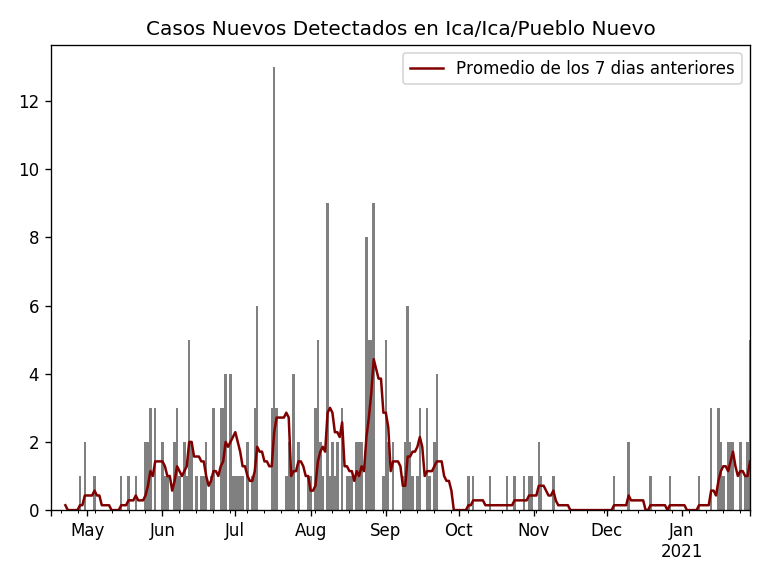 Casos Nuevos Detectados en Ica/Ica/Pueblo Nuevo
Promedio de los 7 dias anteriores
12
10
8
6
4
2
0
May Jun Jul Aug Sep Oct Nov Dec Jan
2021